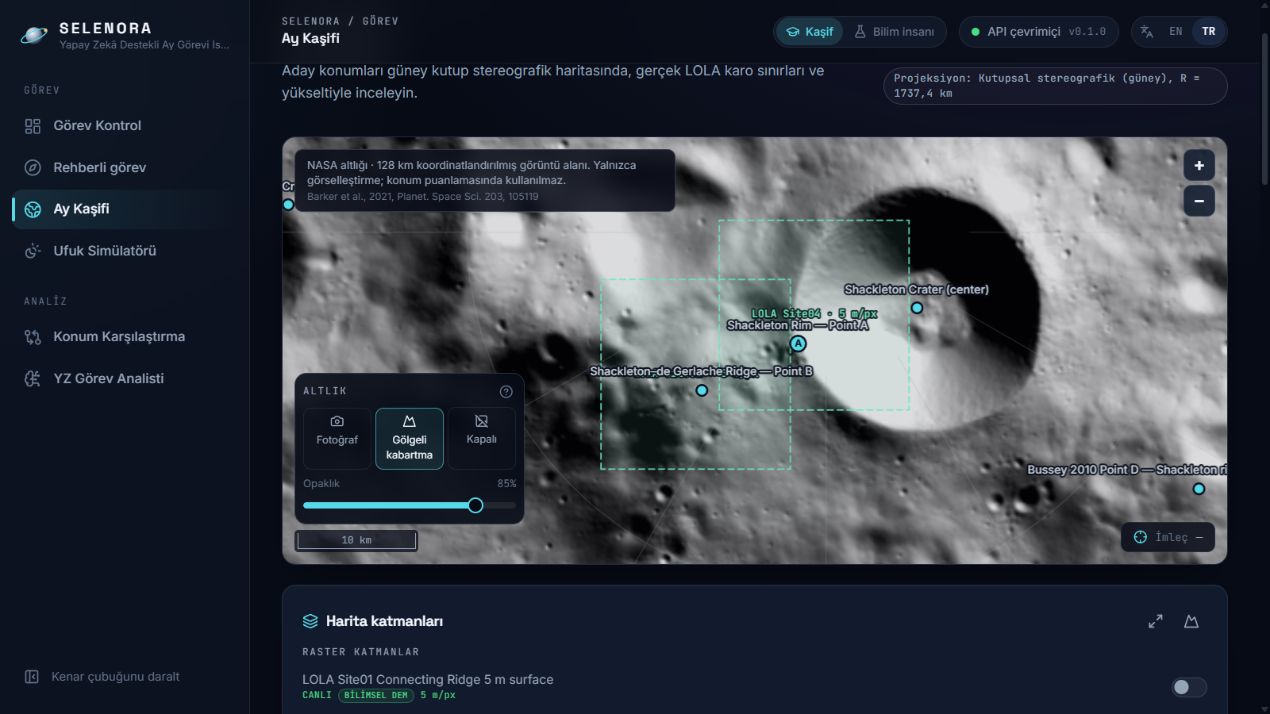 SELENORA
Yapay Zekâ Destekli Ay Görevi Is...
GÖREV
Görev Kontrol
Rehberli görev
Ay Kaşifi
Ufuk Simülatörü
ANALİZ
Konum Karşılaştırma
YZ Görev Analisti
Kenar çubuğunu daralt
SELENORA / GÖREV
Ay Kaşifi
Kaşif
Bilim İnsanı
API çevrimiçi v0.1.0
EN
TR
Aday konumları güney kutup stereografik haritasında, gerçek LOLA karo sınırları ve
yükseltiyle inceleyin.
Projeksiyon: Kutupsal stereografik (güney), R =
1737,4 km
NASA altlığı · 128 km koordinatlandırılmış görüntü alanı. Yalnızca
görselleştirme; konum puanlamasında kullanılmaz.
Barker et al., 2021, Planet. Space Sci. 203, 105119
Cr
+
−
Shackleton Crater (center)
LOLA Site04 · 5 m/px
Shackleton Rim — Point A
A
Shackleton–de Gerlache Ridge — Point B
Bussey 2010 Point D — Shackleton ri
ALTLIK
Fotoğraf
Gölgeli
kabartma
Kapalı
Opaklık
85%
10 km
İmleç —
Harita katmanları
RASTER KATMANLAR
LOLA Site01 Connecting Ridge 5 m surface
CANLI BİLİMSEL DEM 5 m/px